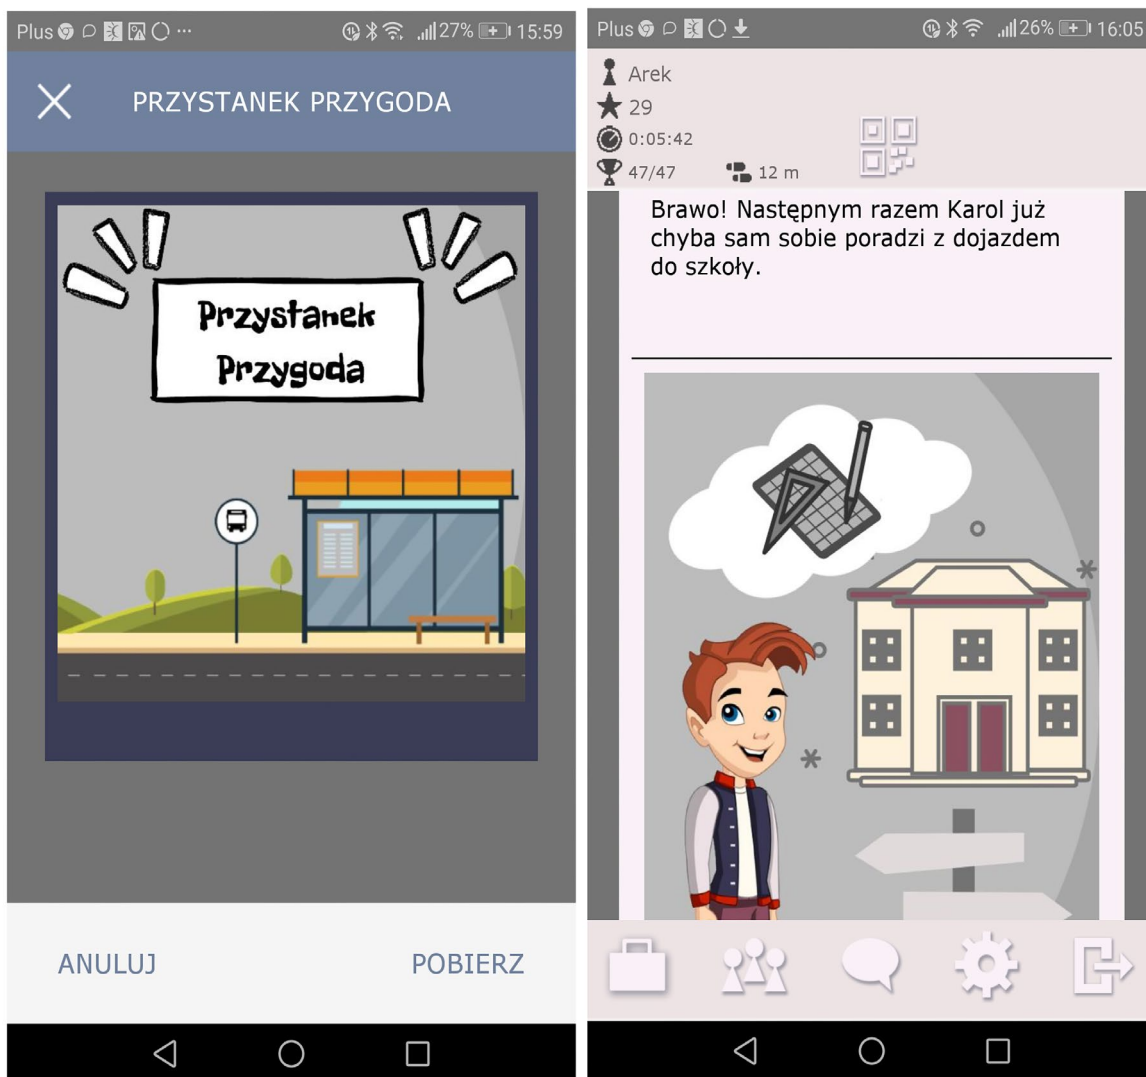 Plus 27% 15:59
PRZYSTANEK PRZYGODA
Przystanek
Przygoda
ANULUJ POBIERZ
Plus 26% 16:05
Arek
29
0:05:42
47/47 12 m
Brawo! Następnym razem Karol już
chyba sam sobie poradzi z dojazdem
do szkoły.